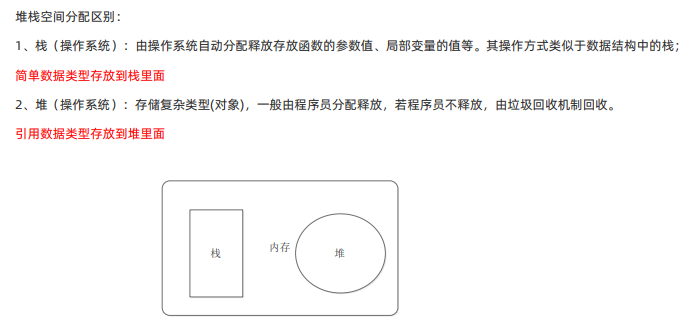 堆栈空间分配区别：
1、栈（操作系统）：由操作系统自动分配释放存放函数的参数值、局部变量的值等。其操作方式类似于数据结构中的栈；
简单数据类型存放到栈里面
2、堆（操作系统）：存储复杂类型(对象)，一般由程序员分配释放，若程序员不释放，由垃圾回收机制回收。
引用数据类型存放到堆里面
栈 内存 堆